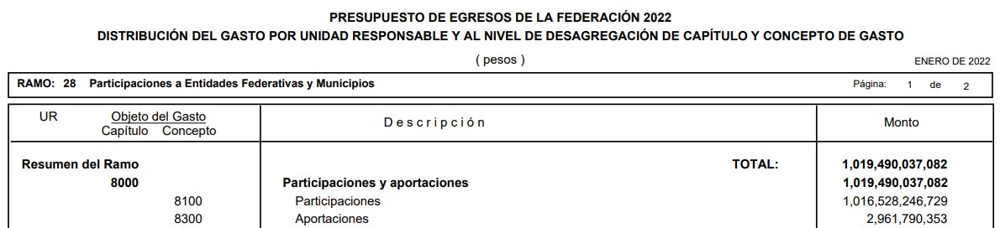 PRESUPUESTO DE EGRESOS DE LA FEDERACIÓN 2022
DISTRIBUCIÓN DEL GASTO POR UNIDAD RESPONSABLE Y AL NIVEL DE DESAGREGACIÓN DE CAPÍTULO Y CONCEPTO DE GASTO
( pesos )
ENERO DE 2022
RAMO: 28 Participaciones a Entidades Federativas y Municipios Página: 1 de 2
UR Objeto del Gasto Descripción Monto
Capítulo Concepto
Resumen del Ramo TOTAL: 1,019,490,037,082
8000 Participaciones y aportaciones 1,019,490,037,082
8100 Participaciones 1,016,528,246,729
8300 Aportaciones 2,961,790,353